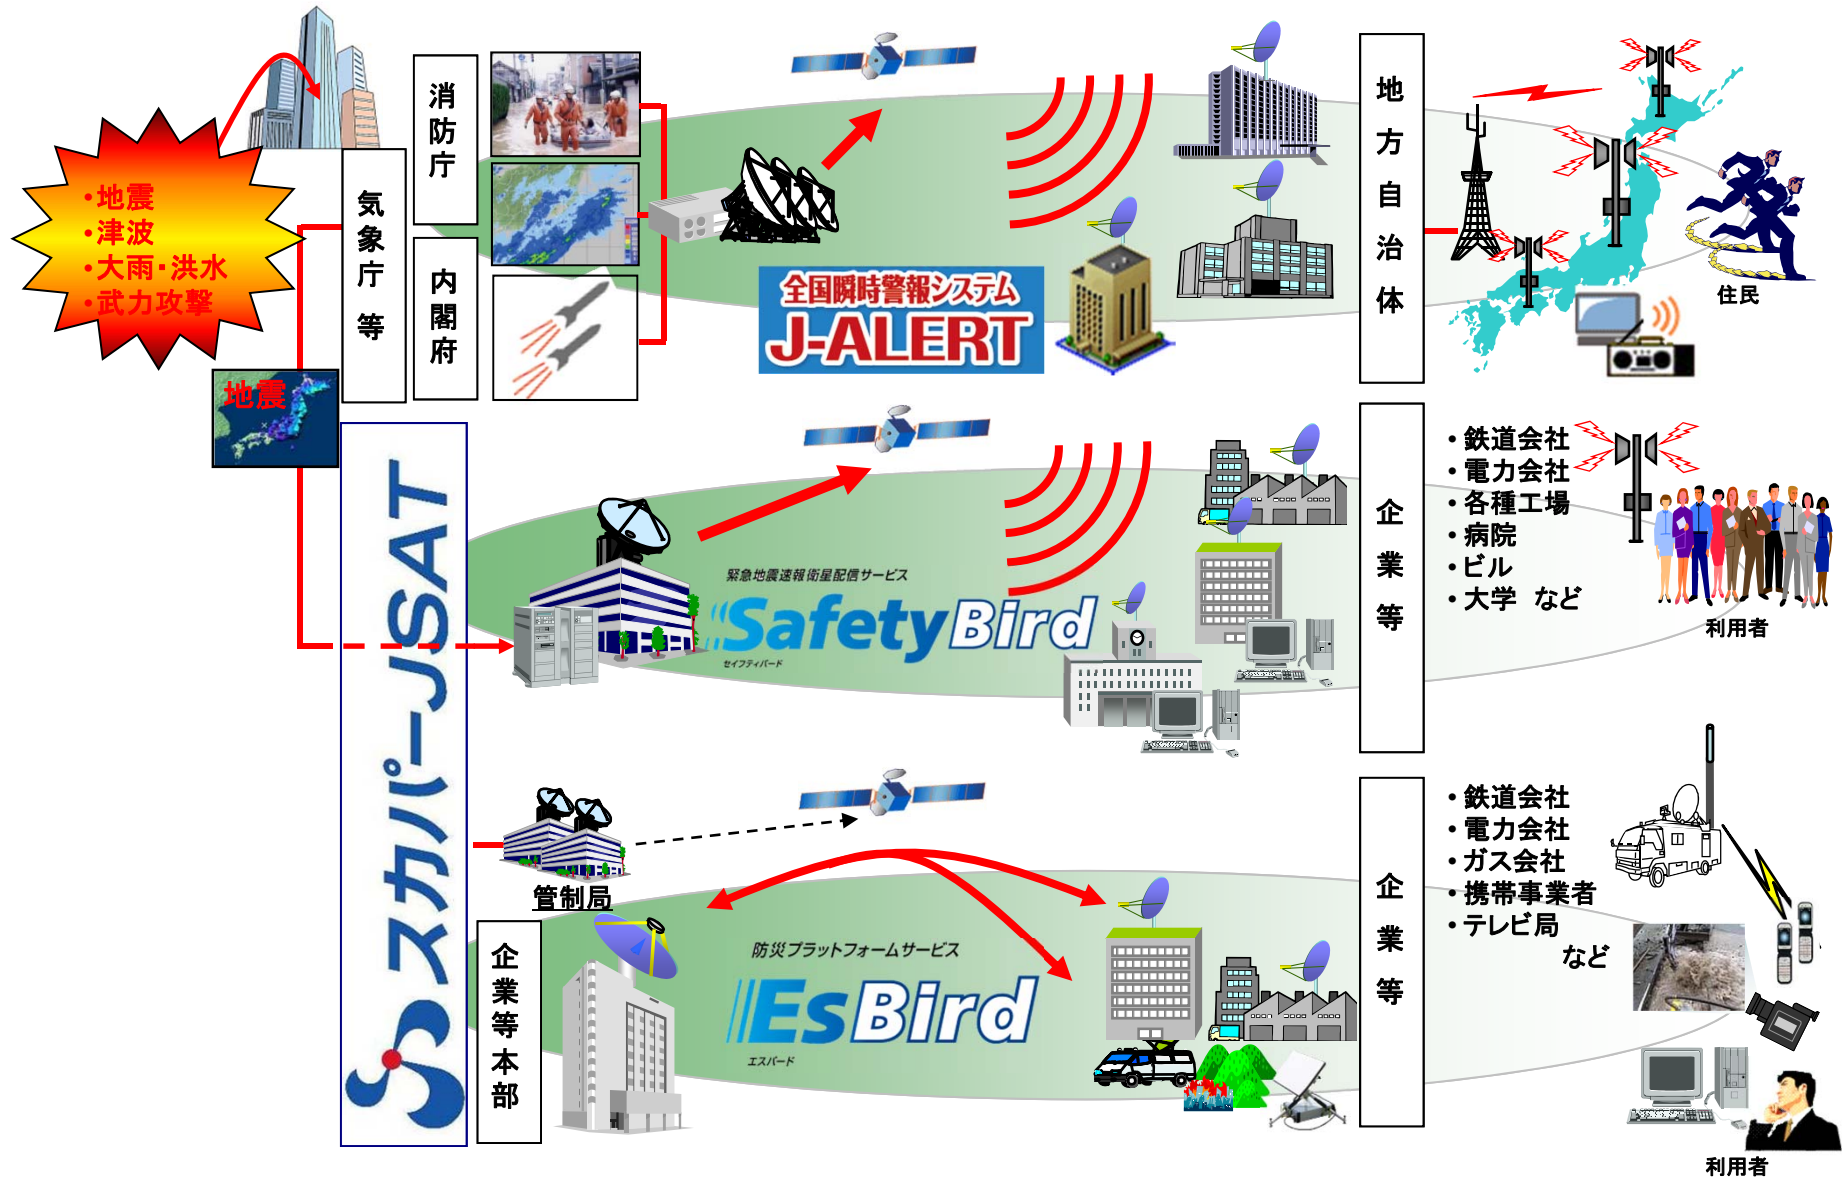 ・地震
・津波
・大雨・洪水
・武力攻撃
気象庁 等
消防庁
内閣府
地震
全国瞬時警報システム
J-ALERT
地方自治体
住民
スカパーJSAT
緊急地震速報衛星配信サービス
SafetyBird
セイフティバード
企業等
・鉄道会社
・電力会社
・各種工場
・病院
・ビル
・大学 など
利用者
管制局
企業等本部
防災プラットフォームサービス
EsBird
エスバード
企業等
・鉄道会社
・電力会社
・ガス会社
・携帯事業者
・テレビ局
など
利用者